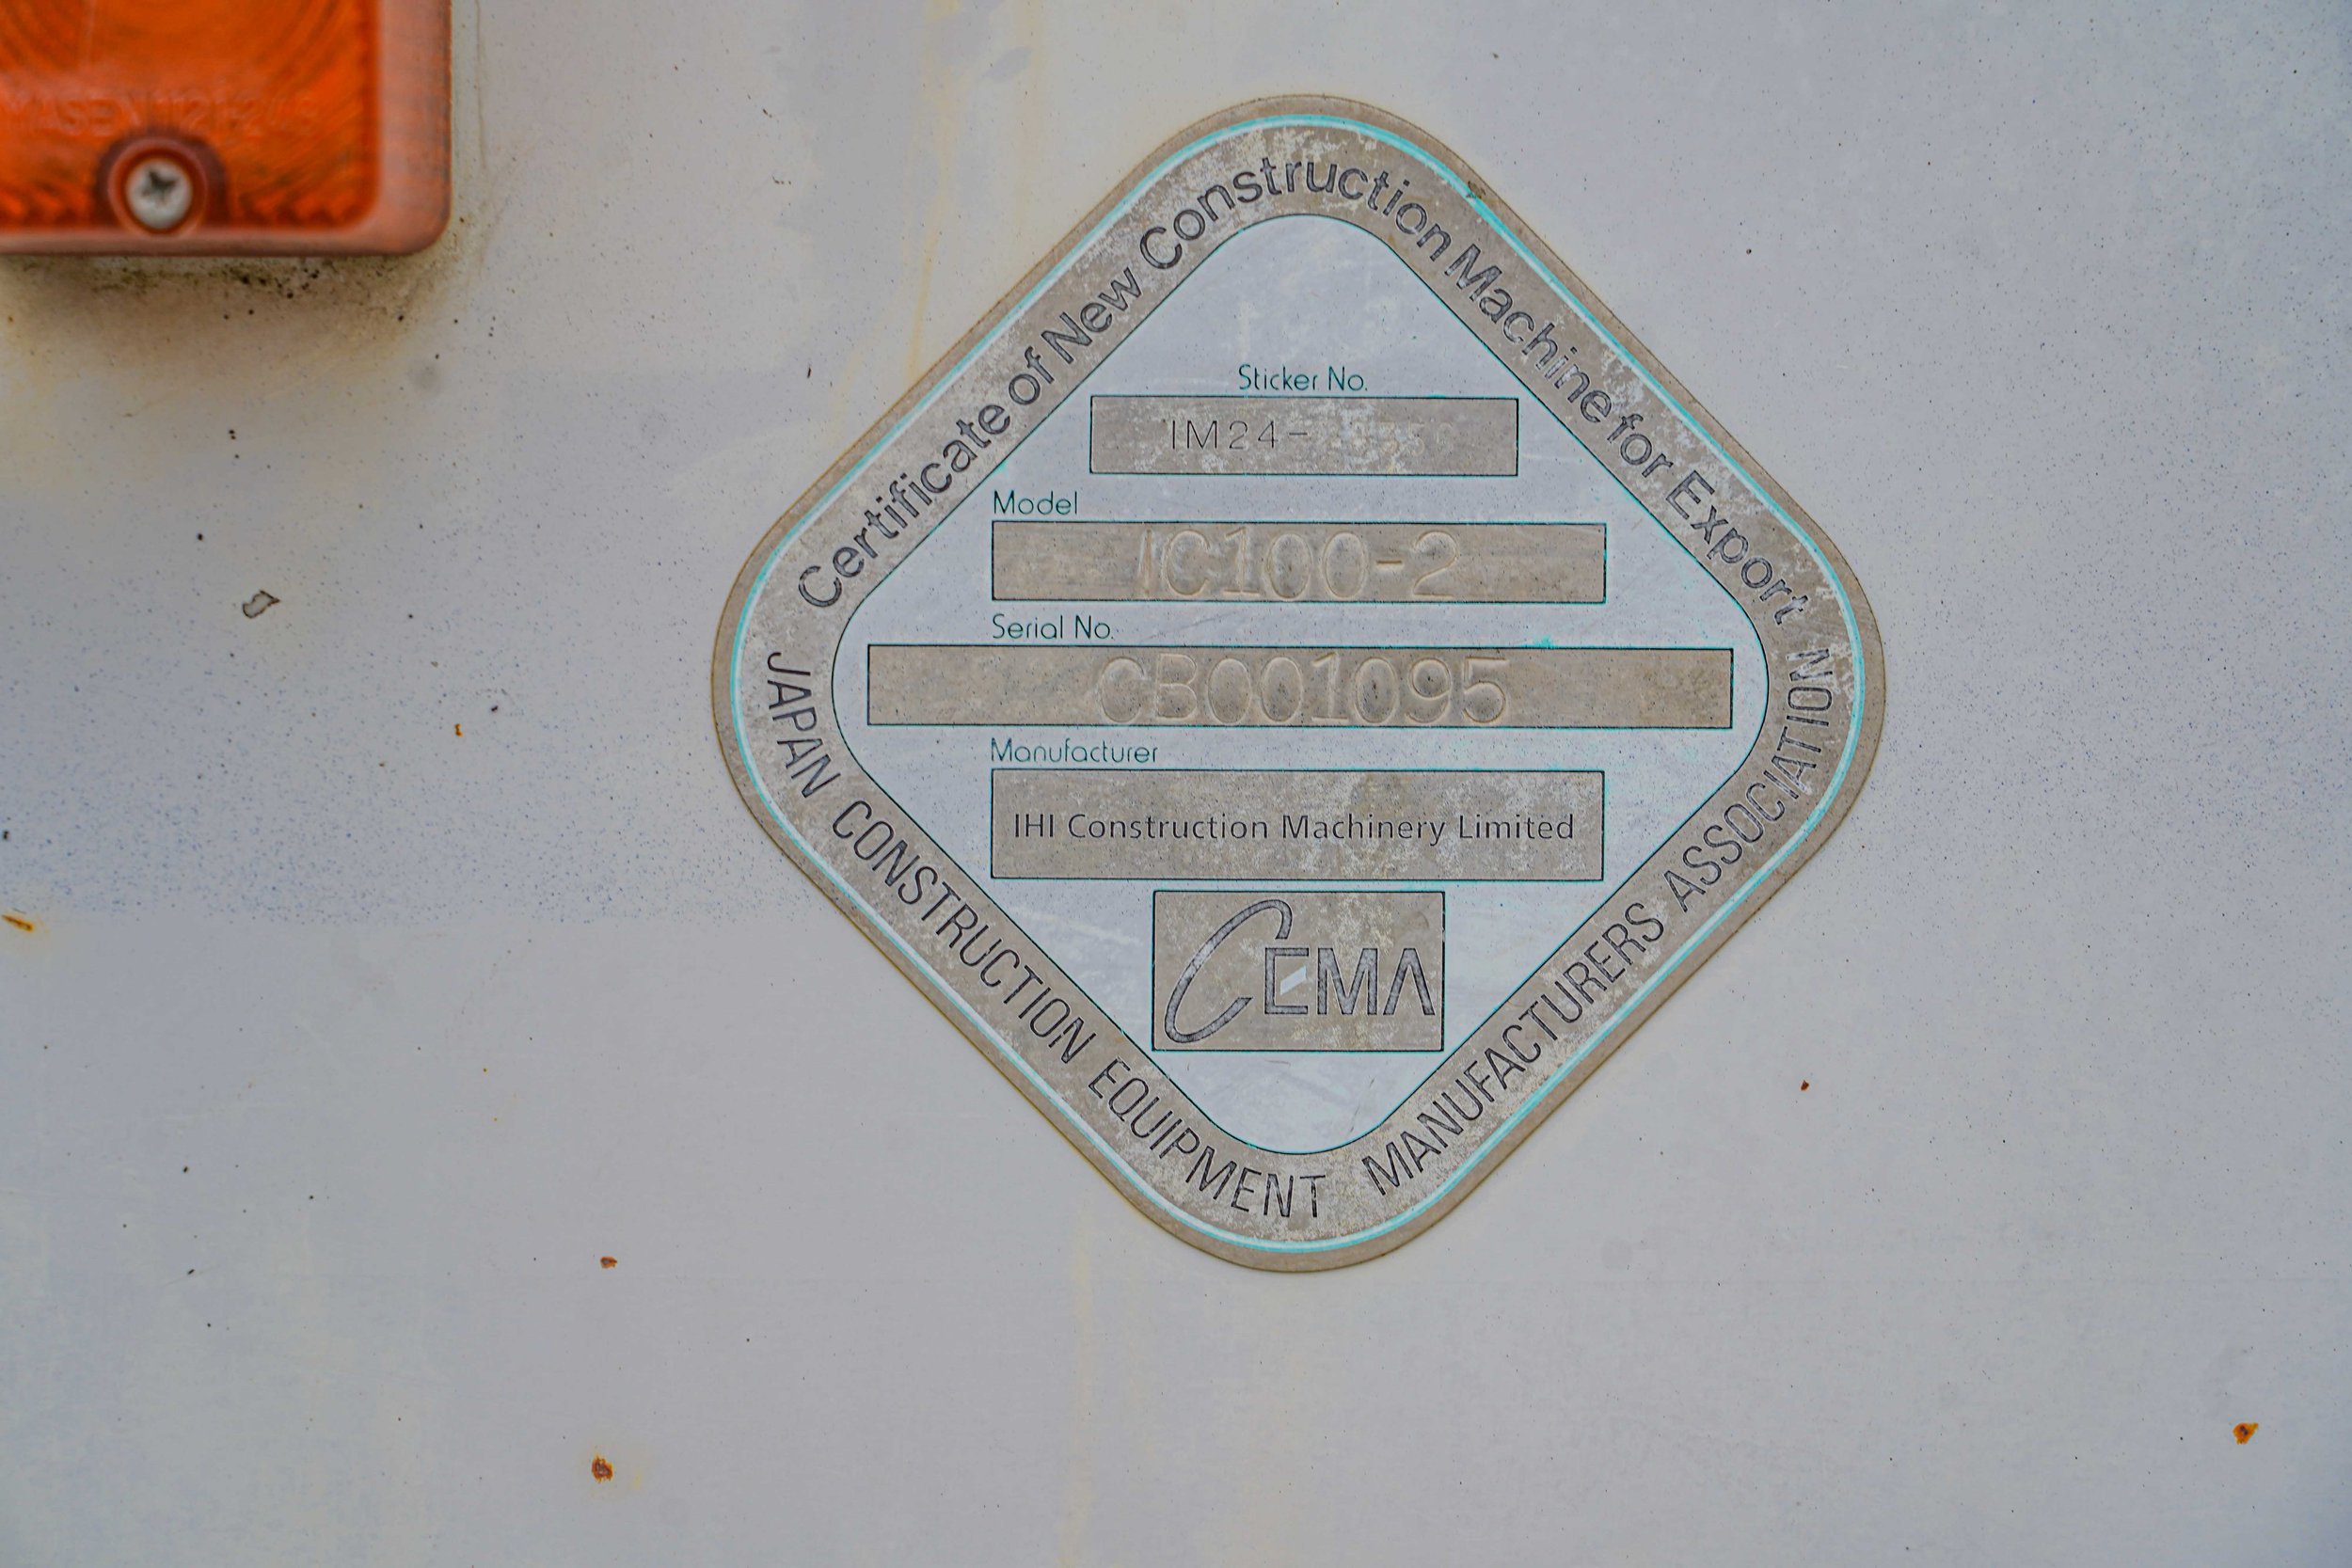 Certificate of New Construction Machine for Export
Sticker No.
IM24-
Model
IC100-2
Serial No.
CB001095
Manufacturer
IHI Construction Machinery Limited
CEMA
JAPAN CONSTRUCTION EQUIPMENT MANUFACTURERS ASSOCIATION